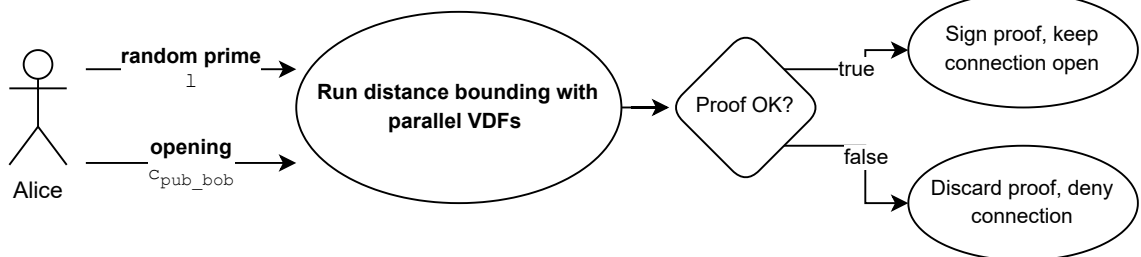 Alice
random prime
l
opening
cpub_bob
Run distance bounding with
parallel VDFs
Proof OK?
true
false
Sign proof, keep
connection open
Discard proof, deny
connection